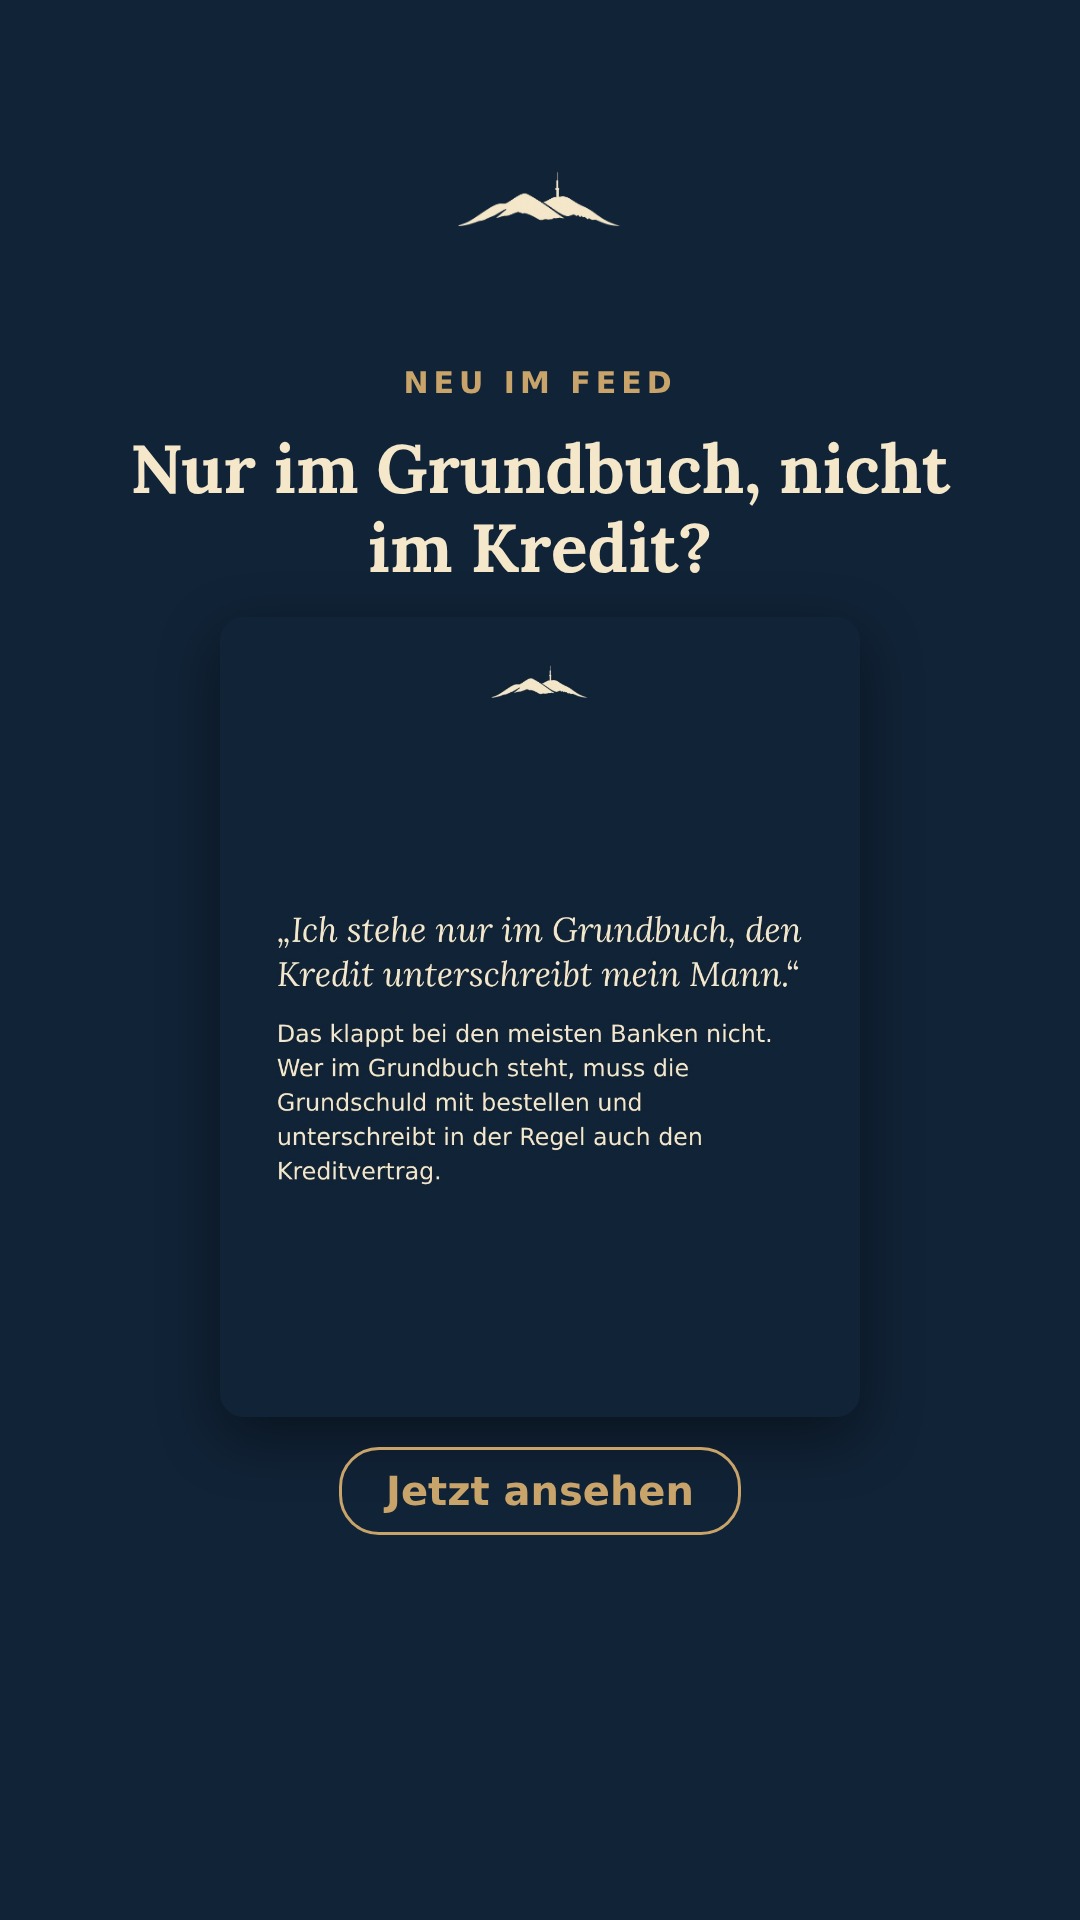 NEU IM FEED
Nur im Grundbuch, nicht
im Kredit?
„Ich stehe nur im Grundbuch, den
Kredit unterschreibt mein Mann.“
Das klappt bei den meisten Banken nicht.
Wer im Grundbuch steht, muss die
Grundschuld mit bestellen und
unterschreibt in der Regel auch den
Kreditvertrag.
Jetzt ansehen